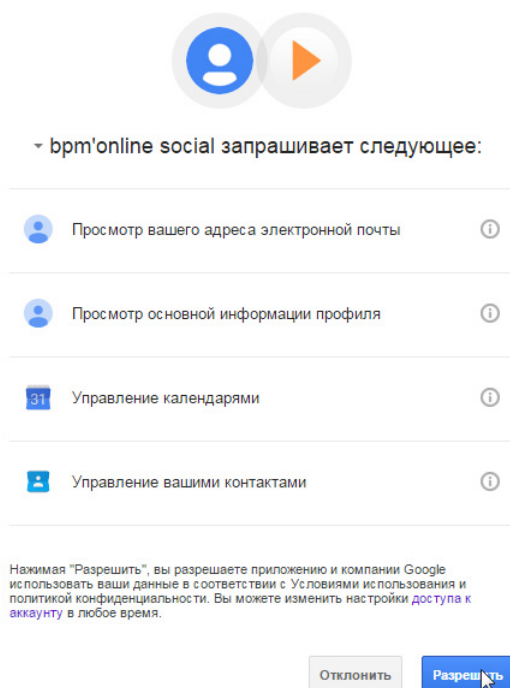 bpm'online social запрашивает следующее:
Просмотр вашего адреса электронной почты
Просмотр основной информации профиля
31
Управление календарями
Управление вашими контактами
Нажимая "Разрешить", вы разрешаете приложению и компании Google
использовать ваши данные в соответствии с Условиями использования и
политикой конфиденциальности. Вы можете изменить настройки доступа к
аккаунту в любое время.
Отклонить
Разрешить